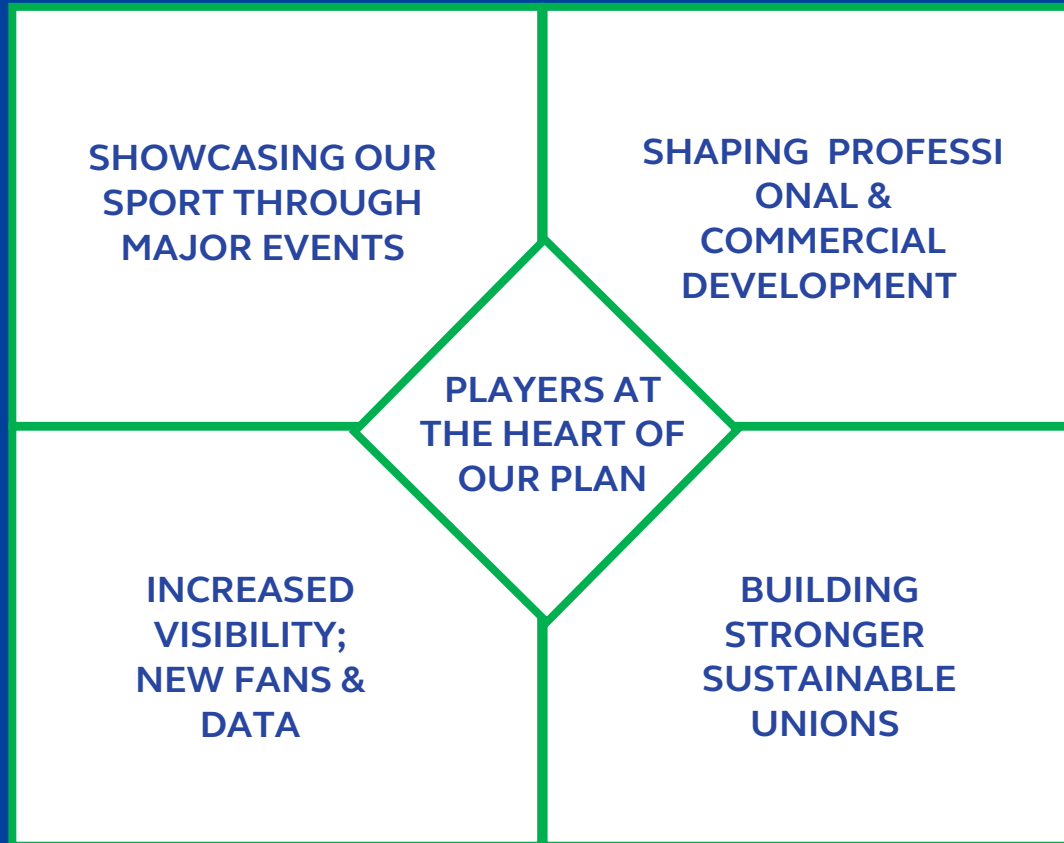 SHOWCASING OUR
SPORT THROUGH
MAJOR EVENTS
SHAPING  PROFESSI
ONAL &
COMMERCIAL
DEVELOPMENT
PLAYERS AT
THE HEART OF
OUR PLAN
INCREASED
VISIBILITY;
NEW FANS &
DATA
BUILDING
STRONGER
SUSTAINABLE
UNIONS